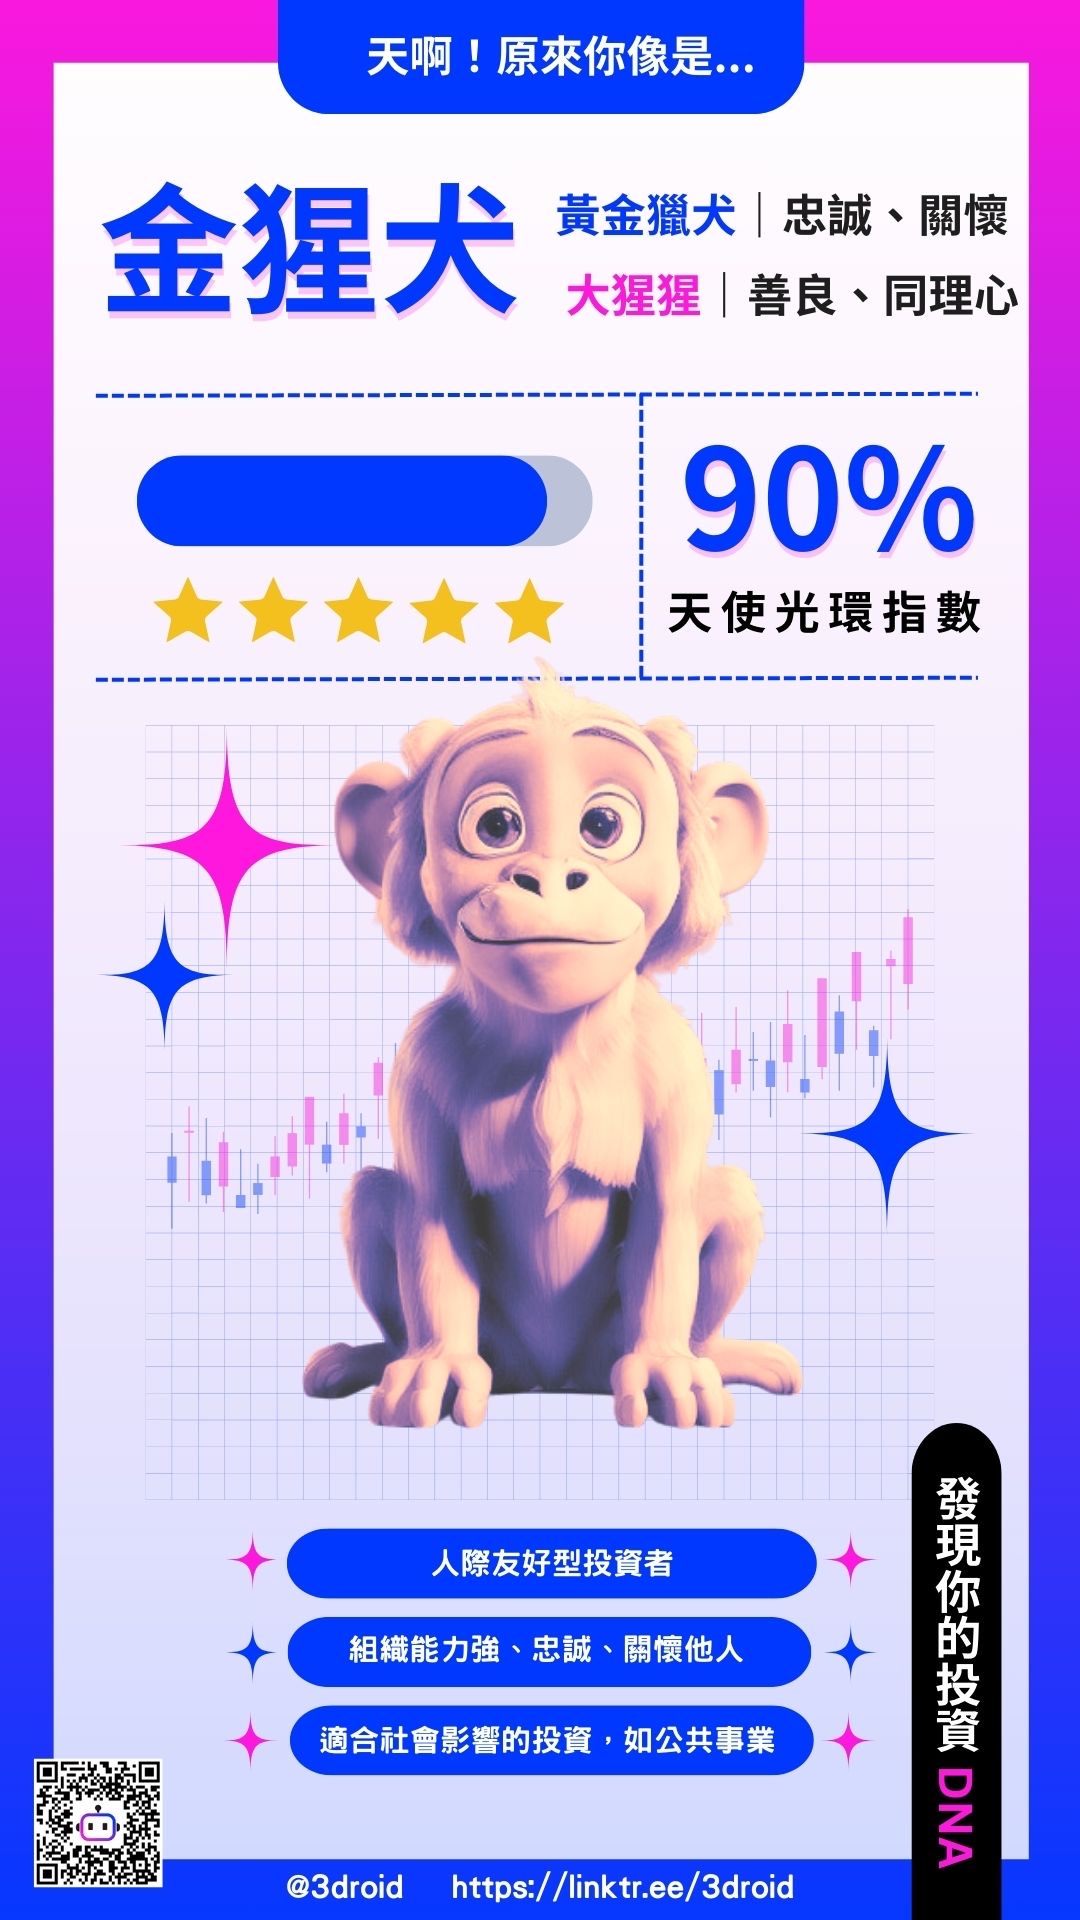 天啊！原來你像是...
金猩犬
黃金獵犬｜忠誠、關懷
大猩猩｜善良、同理心
90%
天使光環指數
人際友好型投資者
組織能力強、忠誠、關懷他人
適合社會影響的投資，如公共事業
發現你的投資 DNA
@3droid https://linktr.ee/3droid